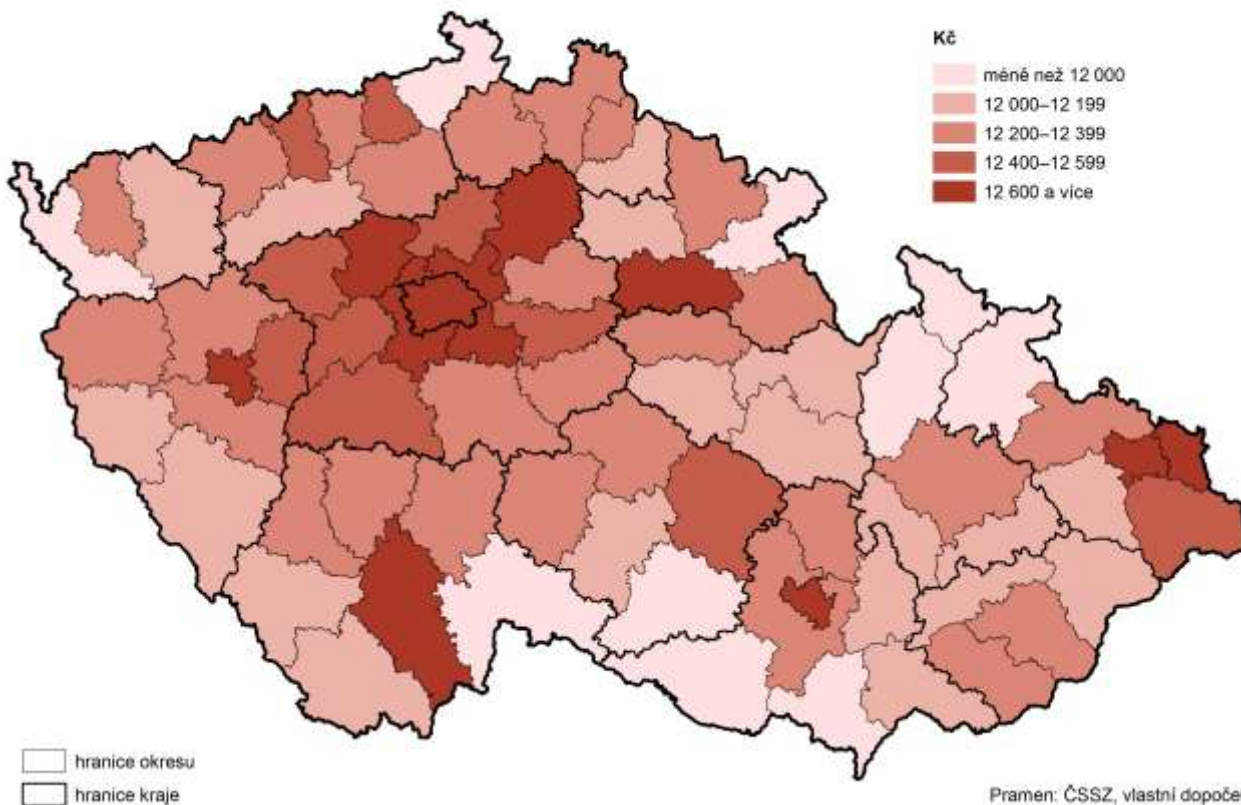 Kč
méně než 12 000
12 000–12 199
12 200–12 399
12 400–12 599
12 600 a více
hranice okresu
hranice kraje
Pramen: ČSSZ, vlastní dopoče